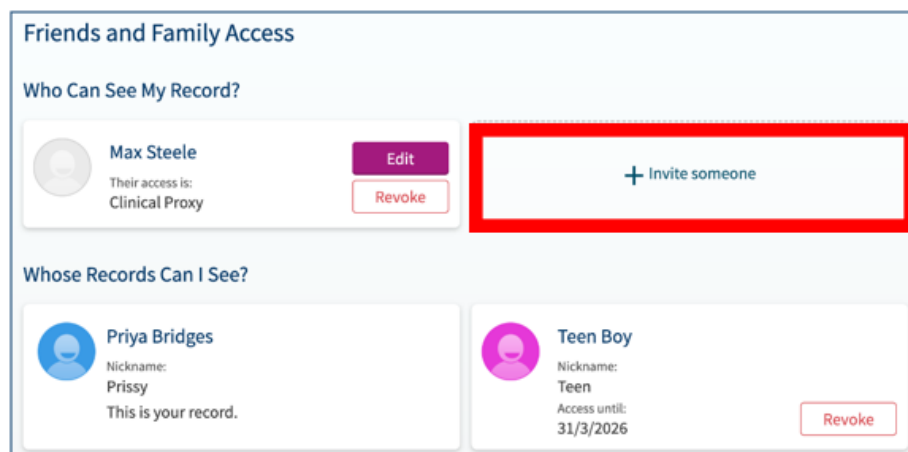 Friends and Family Access
Who Can See My Record?
Max Steele
Their access is:
Clinical Proxy
Edit
Revoke
+ Invite someone
Whose Records Can I See?
Priya Bridges
Nickname:
Prissy
This is your record.
Teen Boy
Nickname:
Teen
Access until:
31/3/2026
Revoke